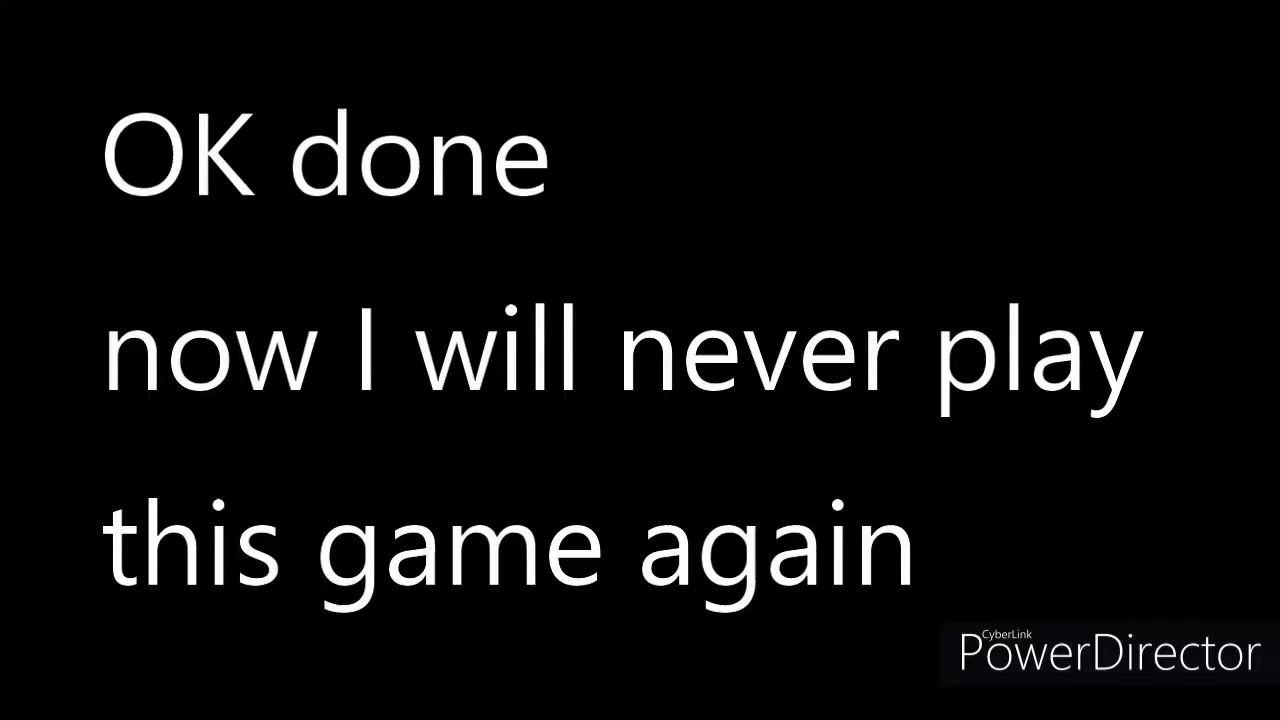 OK done
now I will never play
this game again
CyberLink
PowerDirector